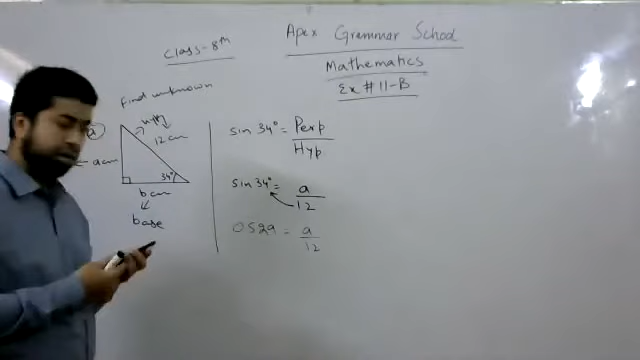 Class-8th
Apex Grammar School
Mathematics
Ex # 11-B
find unknown
a
Hyp
12 cm
a cm
34°
b cm
base
sin 34° = Perp
Hyp
sin 34° = a
12
0.529 = a
12